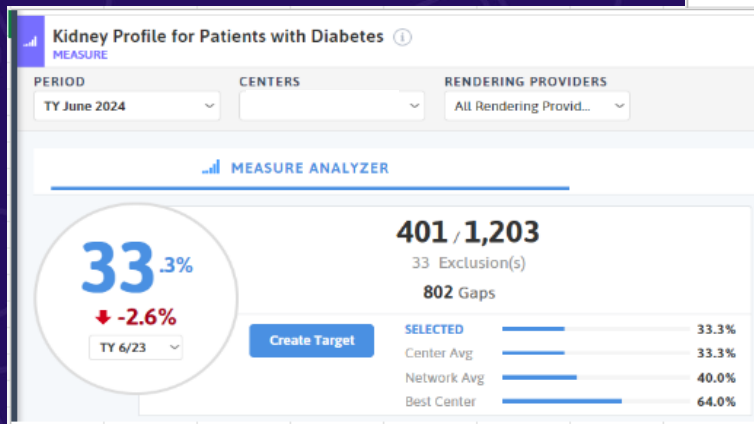 Kidney Profile for Patients with Diabetes
MEASURE
PERIOD CENTERS RENDERING PROVIDERS
TY June 2024 All Rendering Provid...
MEASURE ANALYZER
33.3%
-2.6%
TY 6/23
401 / 1,203
33 Exclusion(s)
802 Gaps
Create Target
SELECTED 33.3%
Center Avg 33.3%
Network Avg 40.0%
Best Center 64.0%